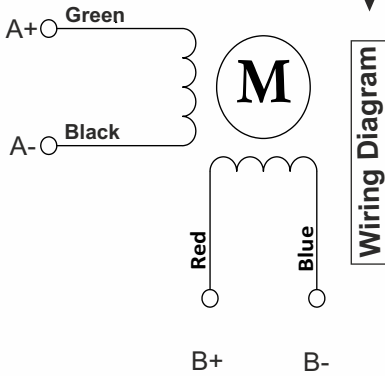 A+ Green
M
A- Black
Red
Blue
B+ B-
Wiring Diagram